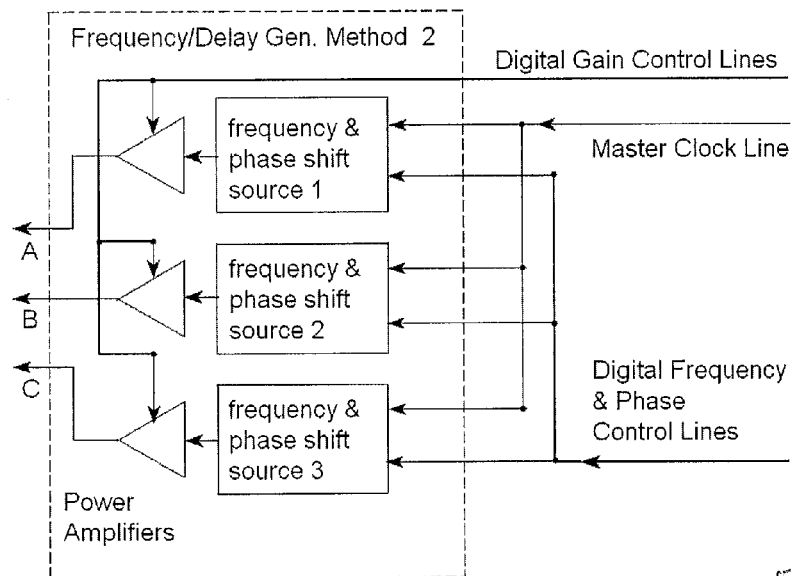 Frequency/Delay Gen. Method 2
Digital Gain Control Lines
frequency &
phase shift
source 1
Master Clock Line
A
frequency &
phase shift
source 2
B
C
frequency &
phase shift
source 3
Digital Frequency
& Phase
Control Lines
Power
Amplifiers